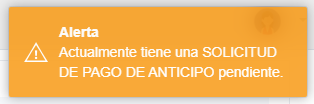 Alerta
Actualmente tiene una SOLICITUD
DE PAGO DE ANTICIPO pendiente.